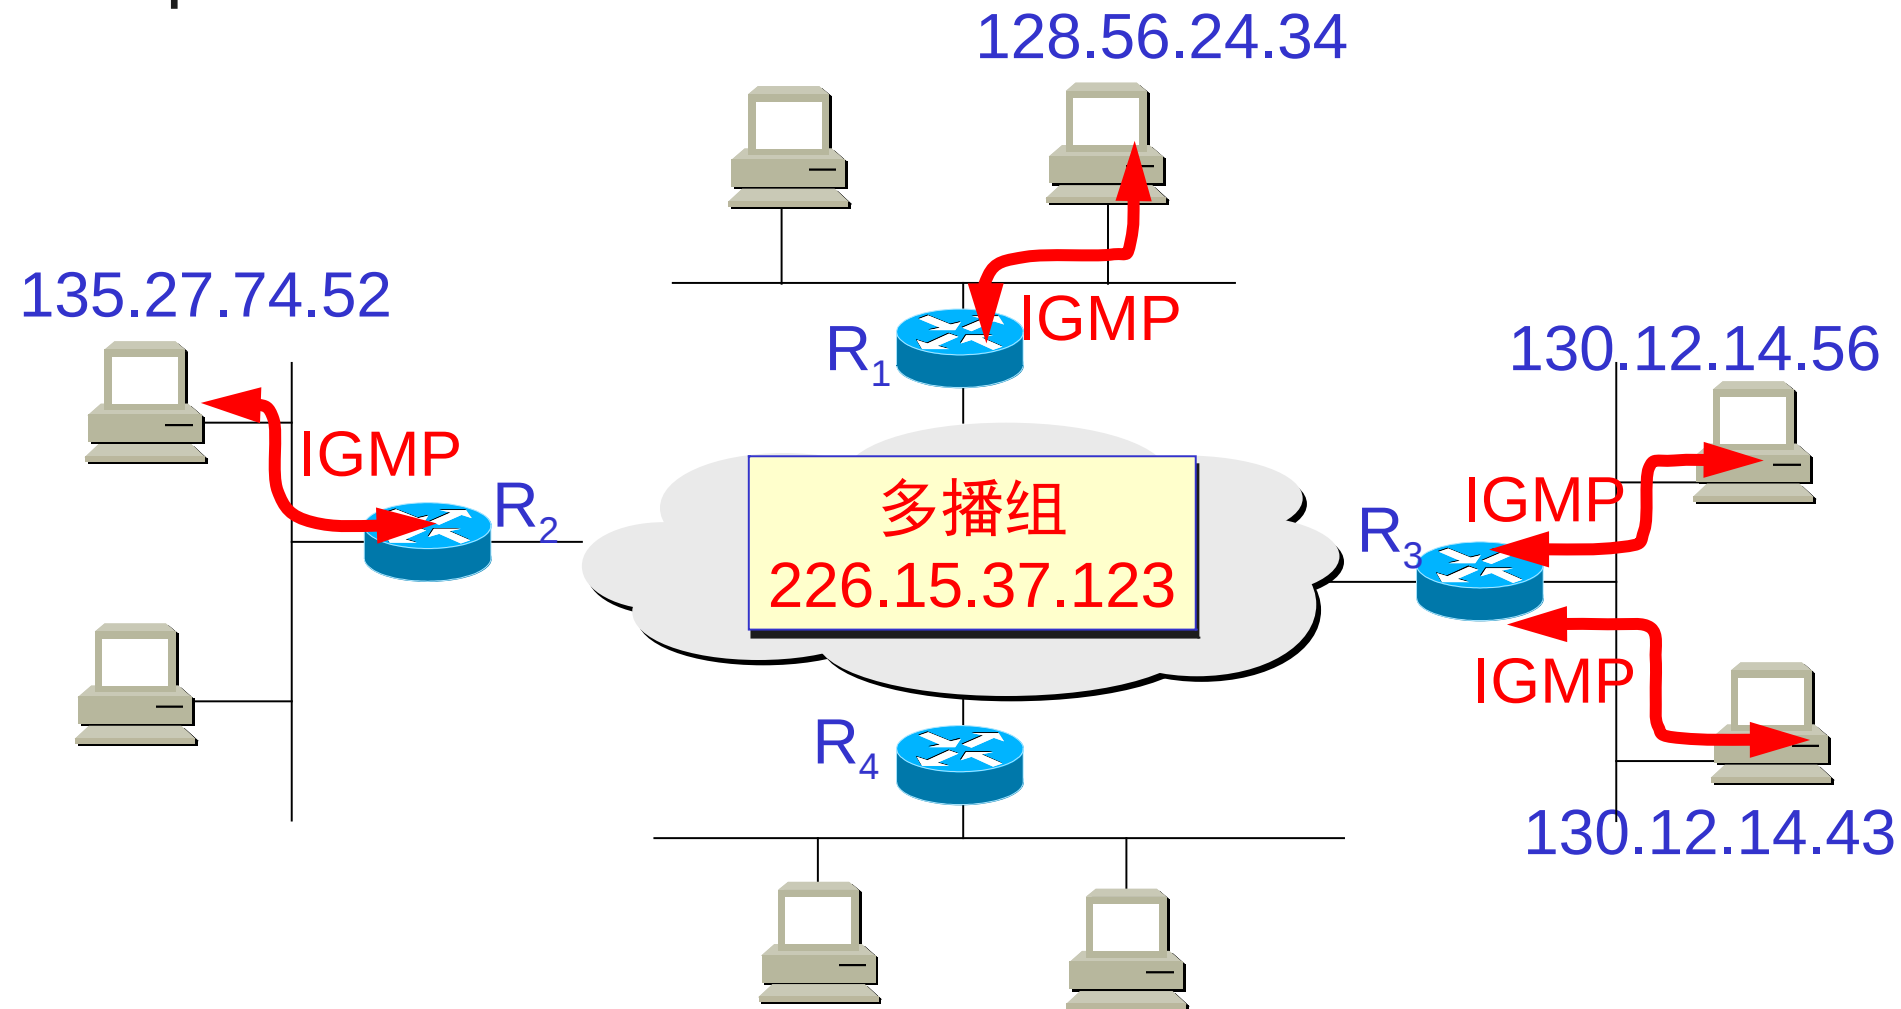 128.56.24.34
135.27.74.52
IGMP
R1
130.12.14.56
IGMP
R2
多播组
226.15.37.123
IGMP
R3
IGMP
R4
130.12.14.43